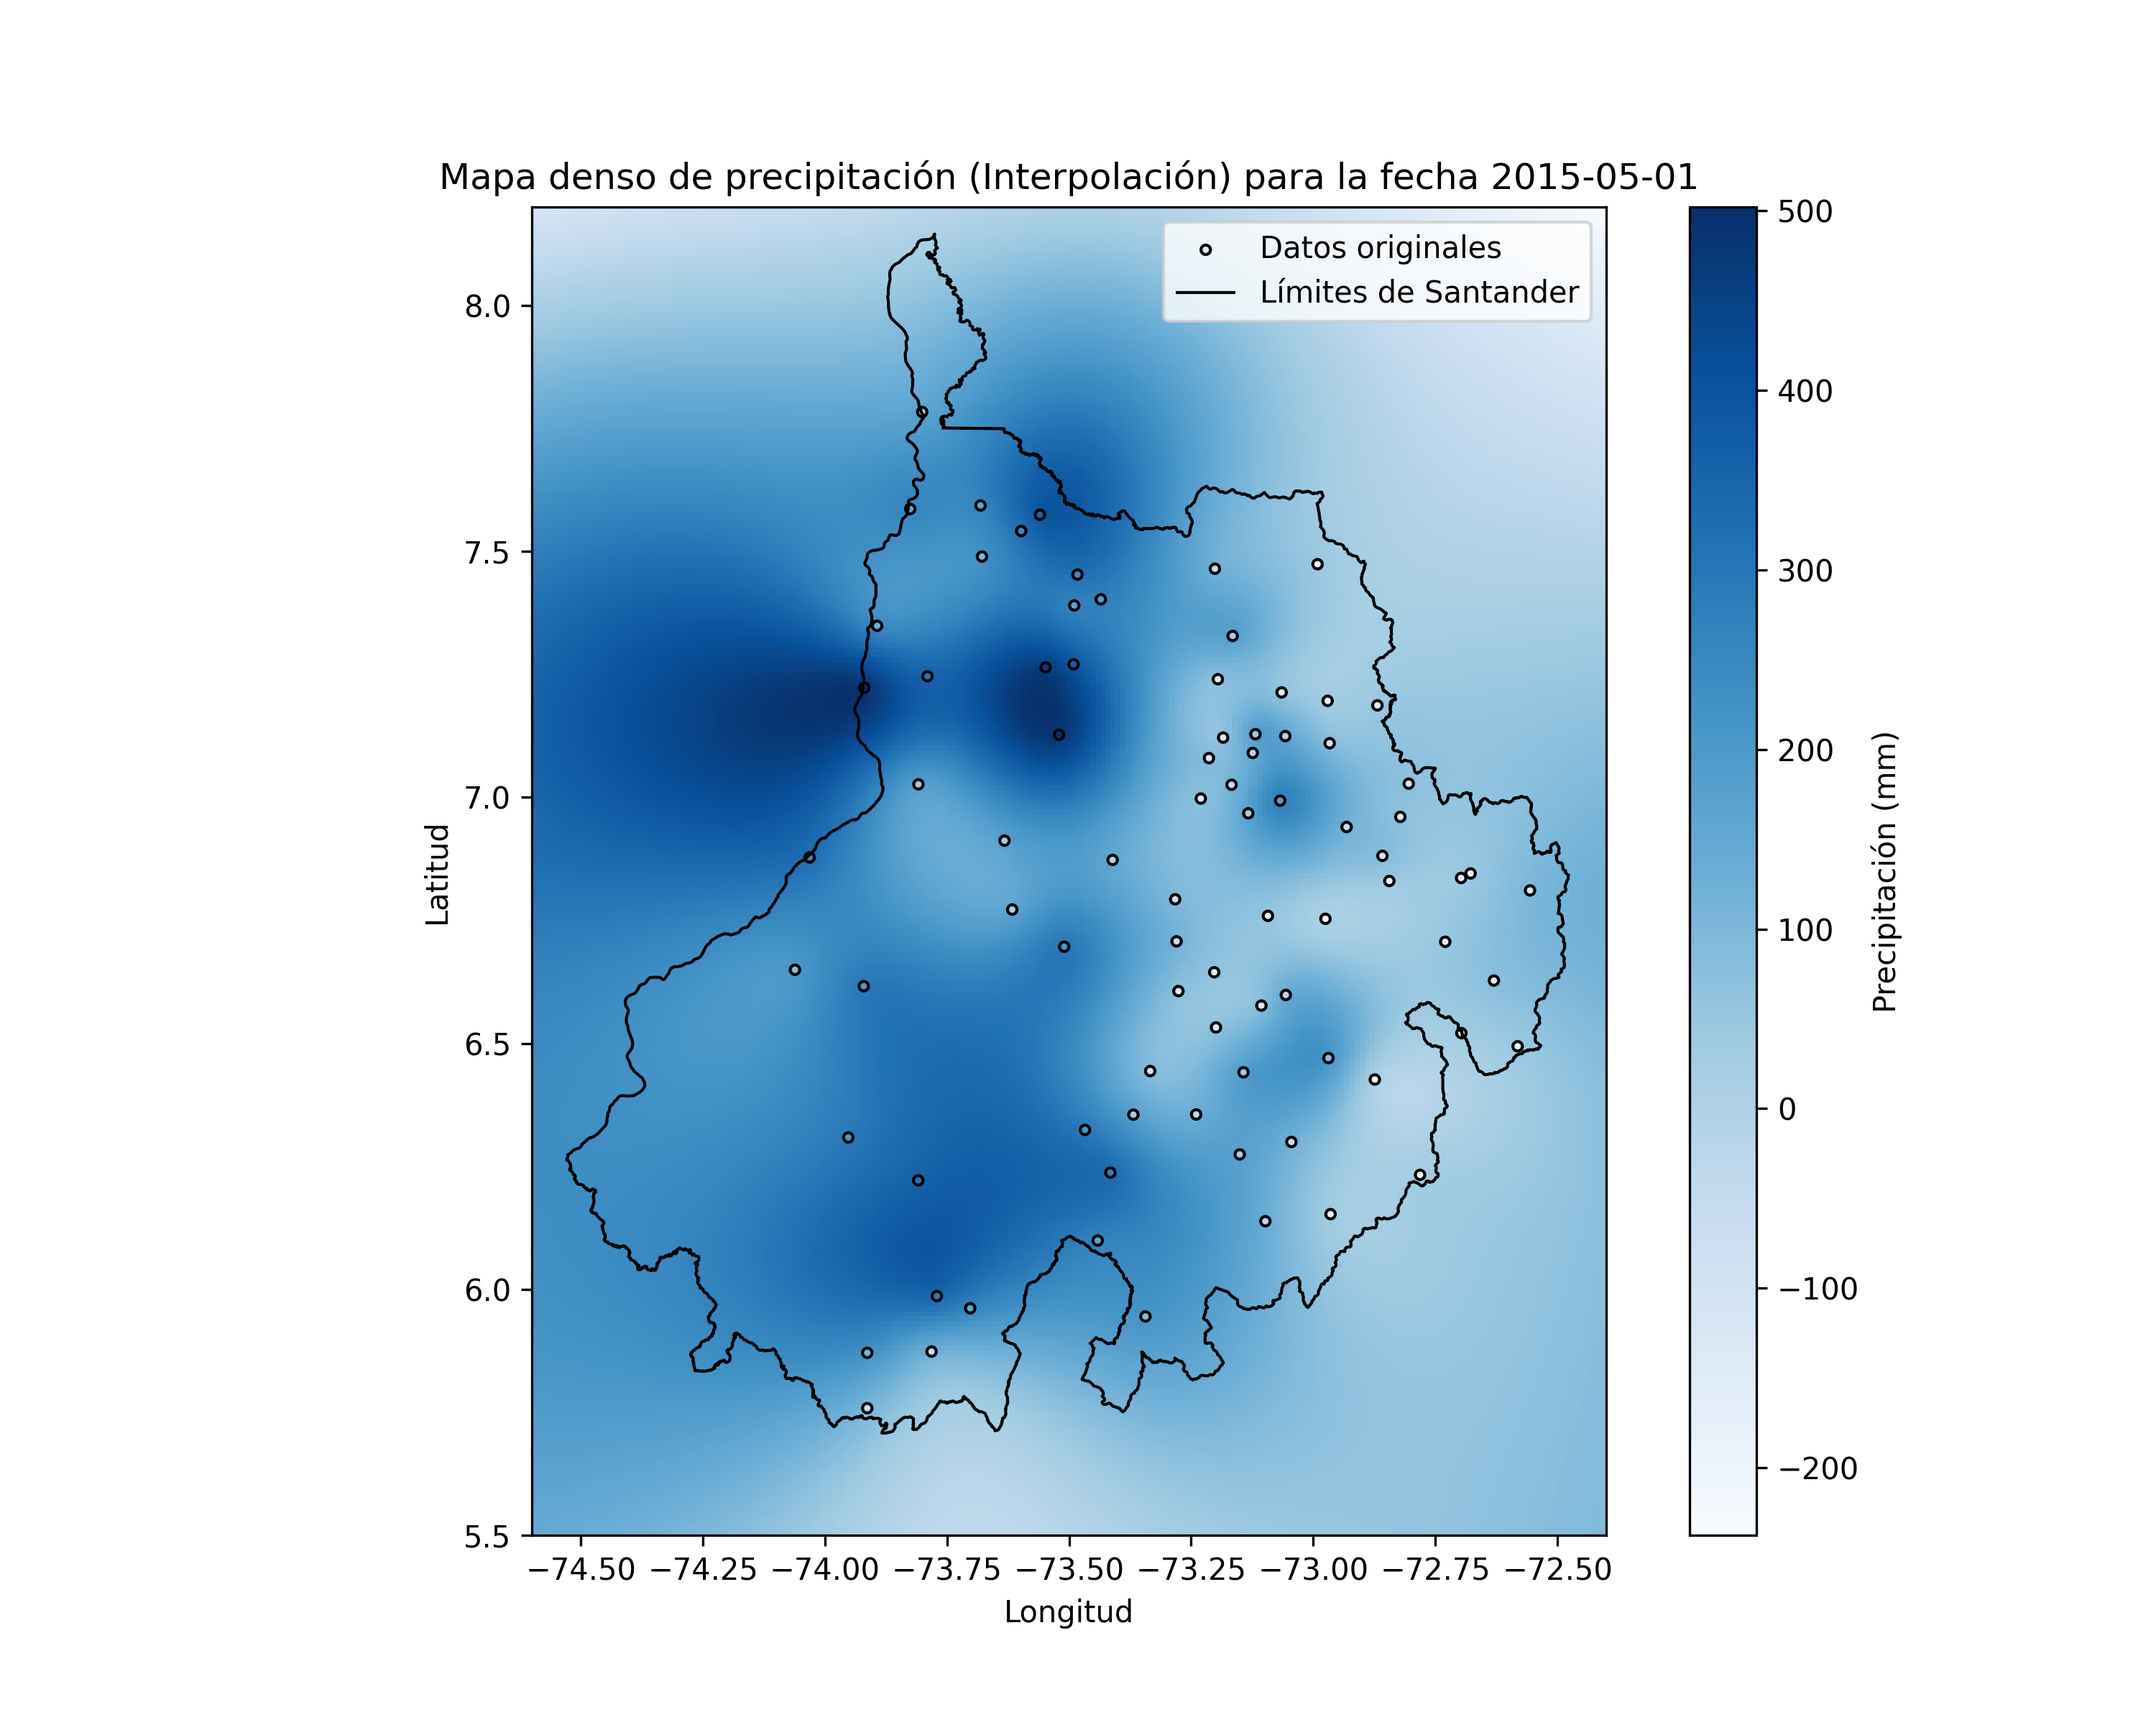 Mapa denso de precipitación (Interpolación) para la fecha 2015-05-01
Datos originales
Límites de Santander
Latitud
8.0
7.5
7.0
6.5
6.0
5.5
−74.50 −74.25 −74.00 −73.75 −73.50 −73.25 −73.00 −72.75 −72.50
Longitud
500
400
300
200
100
0
−100
−200
Precipitación (mm)